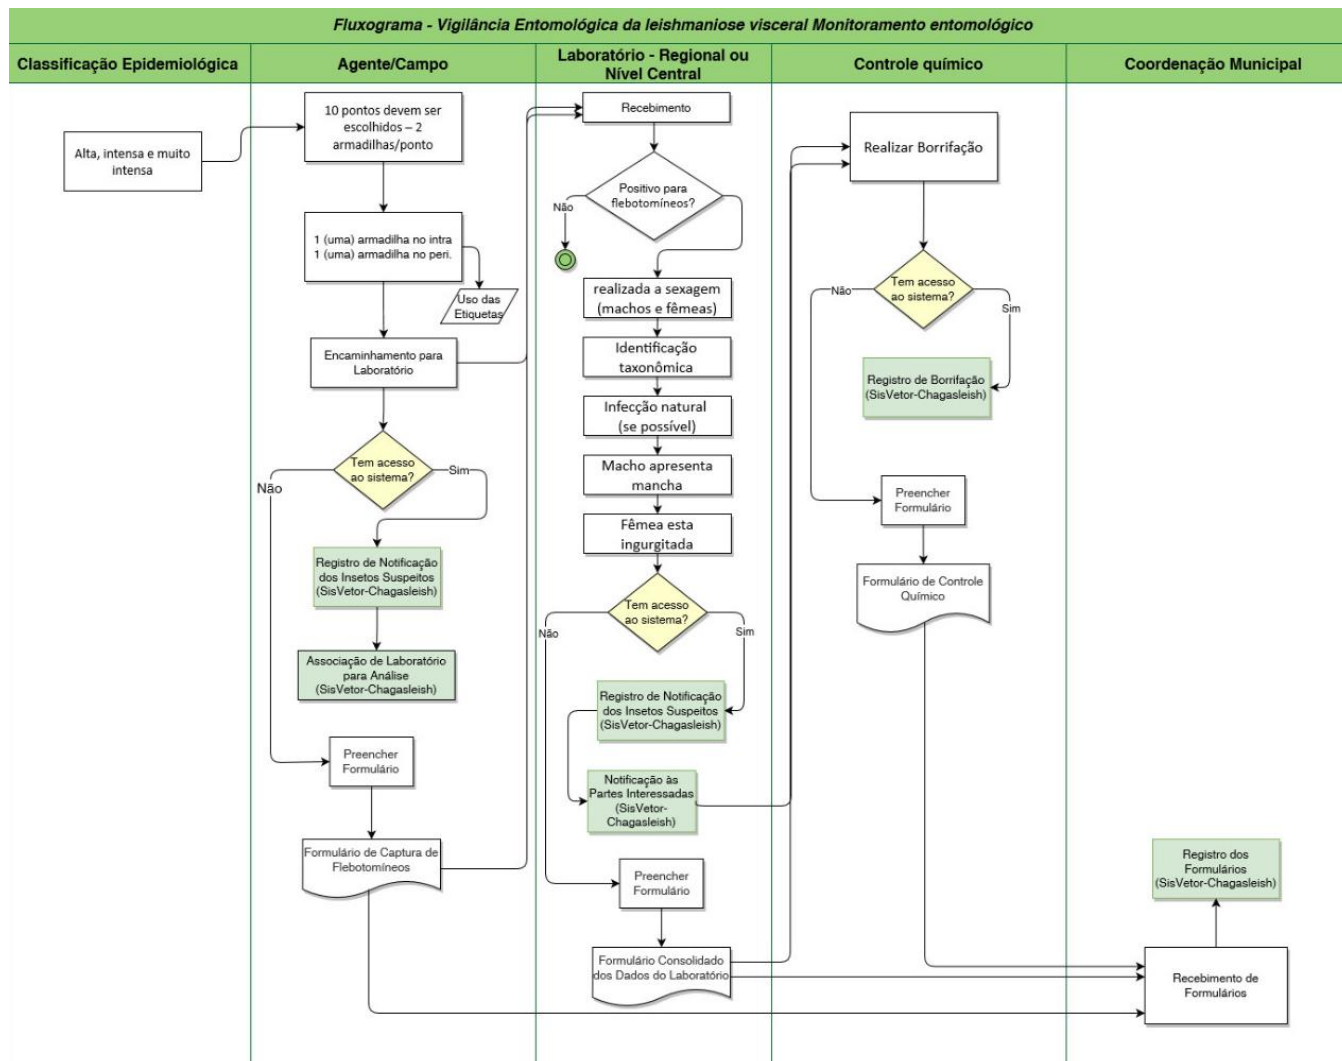 Fluxograma - Vigilância Entomológica da leishmaniose visceral Monitoramento entomológico
Classificação Epidemiológica
Agente/Campo
Laboratório - Regional ou
Nível Central
Controle químico
Coordenação Municipal
Alta, intensa e muito
intensa
10 pontos devem ser
escolhidos – 2
armadilhas/ponto
1 (uma) armadilha no intra
1 (uma) armadilha no peri.
Uso das
Etiquetas
Encaminhamento para
Laboratório
Tem acesso
ao sistema?
Sim
Não
Registro de Notificação
dos Insetos Suspeitos
(SisVetor-Chagasleish)
Associação de Laboratório
para Análise
(SisVetor-Chagasleish)
Preencher
Formulário
Formulário de Captura de
Flebotomíneos
Recebimento
Positivo para
flebotomíneos?
Não
realizada a sexagem
(machos e fêmeas)
Identificação
taxonômica
Infecção natural
(se possível)
Macho apresenta
mancha
Fêmea esta
ingurgitada
Tem acesso
ao sistema?
Não
Sim
Registro de Notificação
dos Insetos Suspeitos
(SisVetor-Chagasleish)
Notificação às
Partes Interessadas
(SisVetor-
Chagasleish)
Preencher
Formulário
Formulário Consolidado
dos Dados do Laboratório
Realizar Borrifação
Tem acesso
ao sistema?
Não
Sim
Registro de Borrifação
(SisVetor-Chagasleish)
Preencher
Formulário
Formulário de Controle
Químico
Registro dos
Formulários
(SisVetor-Chagasleish)
Recebimento de
Formulários